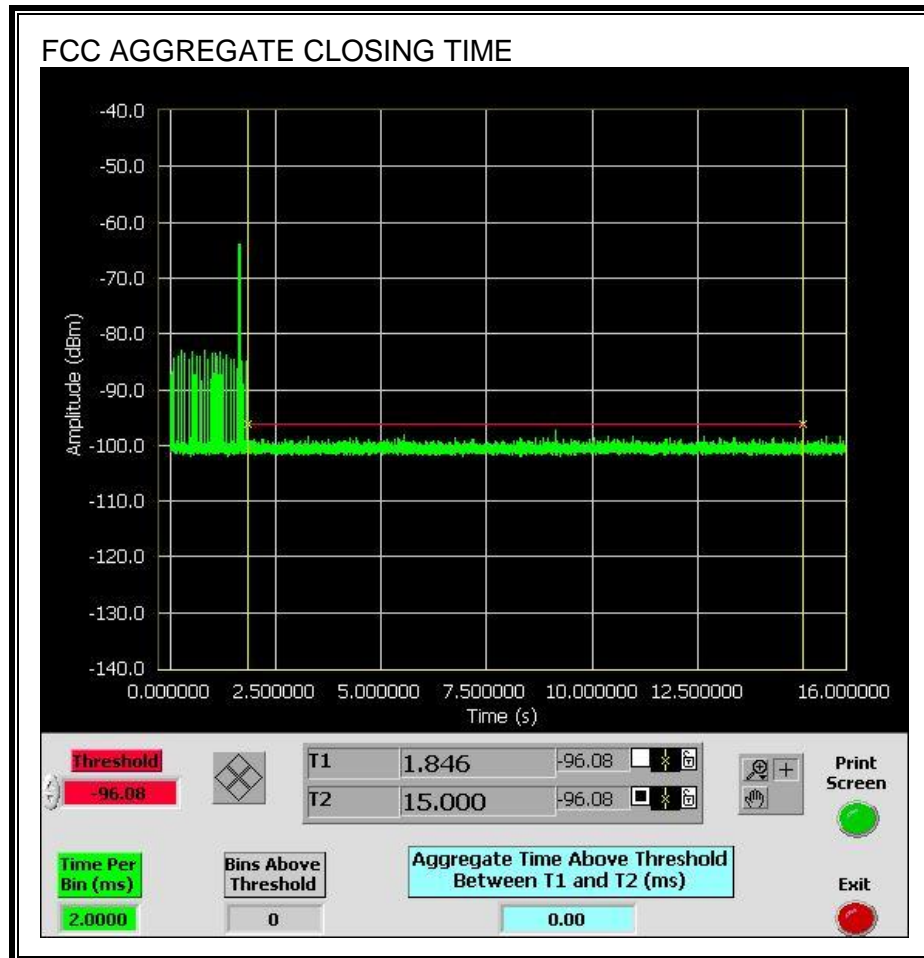 FCC AGGREGATE CLOSING TIME
-40.0
-50.0
-60.0
-70.0
-80.0
-90.0
-100.0
-110.0
-120.0
-130.0
-140.0
Amplitude (dBm)
0.000000 2.500000 5.000000 7.500000 10.000000 12.500000 16.000000
Time (s)
Threshold
-96.08
T1 1.846 -96.08
T2 15.000 -96.08
Print
Screen
Time Per
Bin (ms)
2.0000
Bins Above
Threshold
0
Aggregate Time Above Threshold
Between T1 and T2 (ms)
0.00
Exit